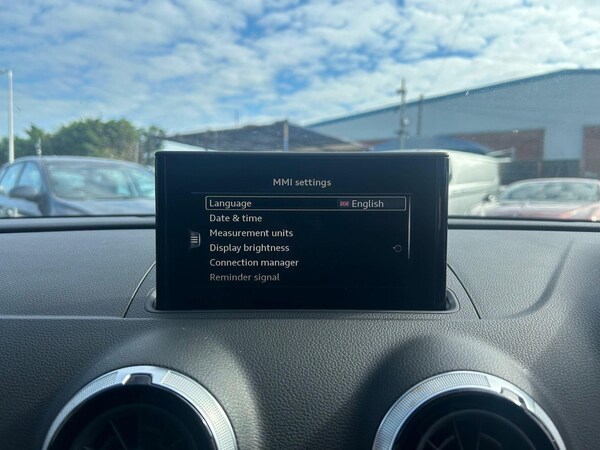 MMI settings
Language English
Date & time
Measurement units
Display brightness
Connection manager
Reminder signal